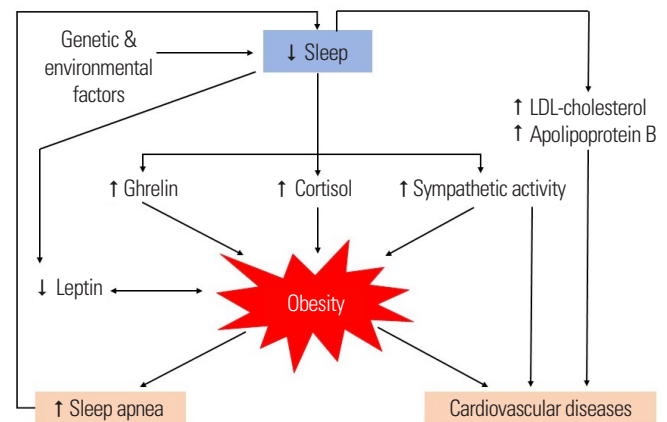 Genetic &
environmental
factors
↓ Sleep
↑ LDL-cholesterol
↑ Apolipoprotein B
↑ Ghrelin
↑ Cortisol
↑ Sympathetic activity
↓ Leptin
Obesity
↑ Sleep apnea
Cardiovascular diseases